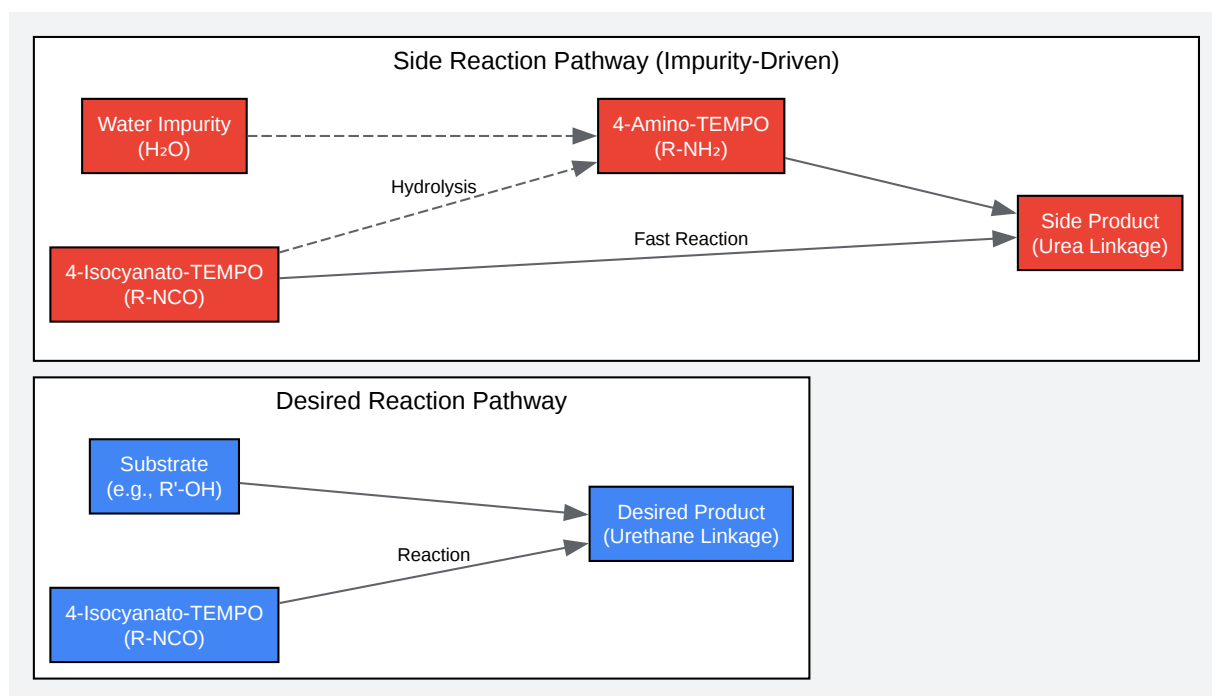 Side Reaction Pathway (Impurity-Driven)
Water Impurity
(H₂O)
4-Amino-TEMPO
(R-NH₂)
Hydrolysis
Side Product
(Urea Linkage)
Fast Reaction
4-Isocyanato-TEMPO
(R-NCO)
Desired Reaction Pathway
Substrate
(e.g., R'-OH)
Desired Product
(Urethane Linkage)
Reaction
4-Isocyanato-TEMPO
(R-NCO)